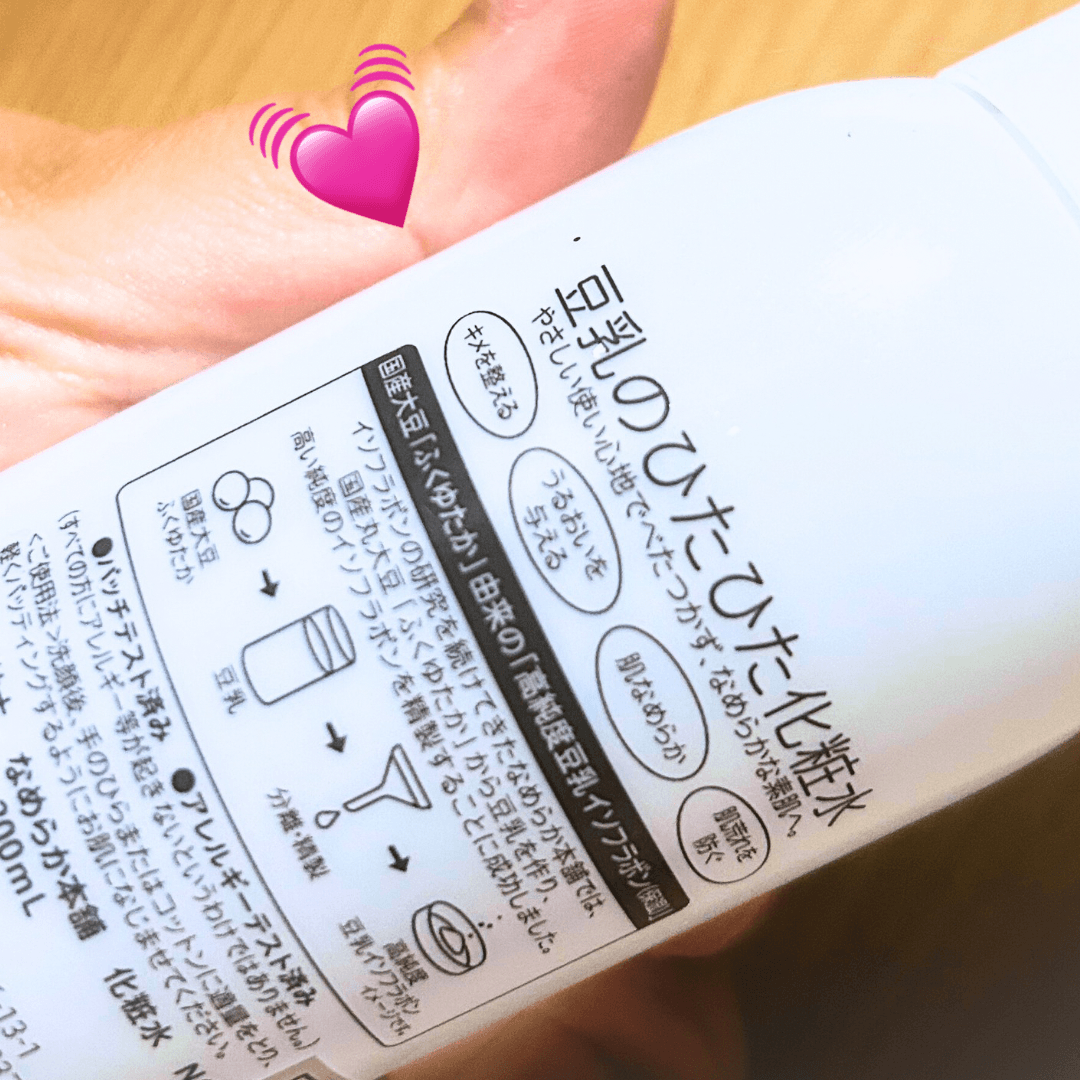 豆乳のひたひた化粧水
やさしい使い心地でべたつかず、なめらかな素肌へ。
キメを整える
うるおいを
与える
肌なめらか
肌荒れを
防ぐ
国産大豆「ふくゆたか」由来の「高純度豆乳イソフラボン(保湿)」
イソフラボンの研究を続けてきたなめらか本舗では、
国産丸大豆「ふくゆたか」から豆乳を作り、
高い純度のイソフラボンを精製することに成功しました。
国産大豆
ふくゆたか
豆乳
分離・精製
高純度
豆乳イソフラボン
イメージです。
●パッチテスト済み ●アレルギーテスト済み
(すべての方にアレルギー等が起きないというわけではありません。)
<ご使用法>洗顔後、手のひらまたはコットンに適量をとり、
軽くパッティングするようにお肌になじませてください。
なめらか本舗 化粧水
200mL
13-1